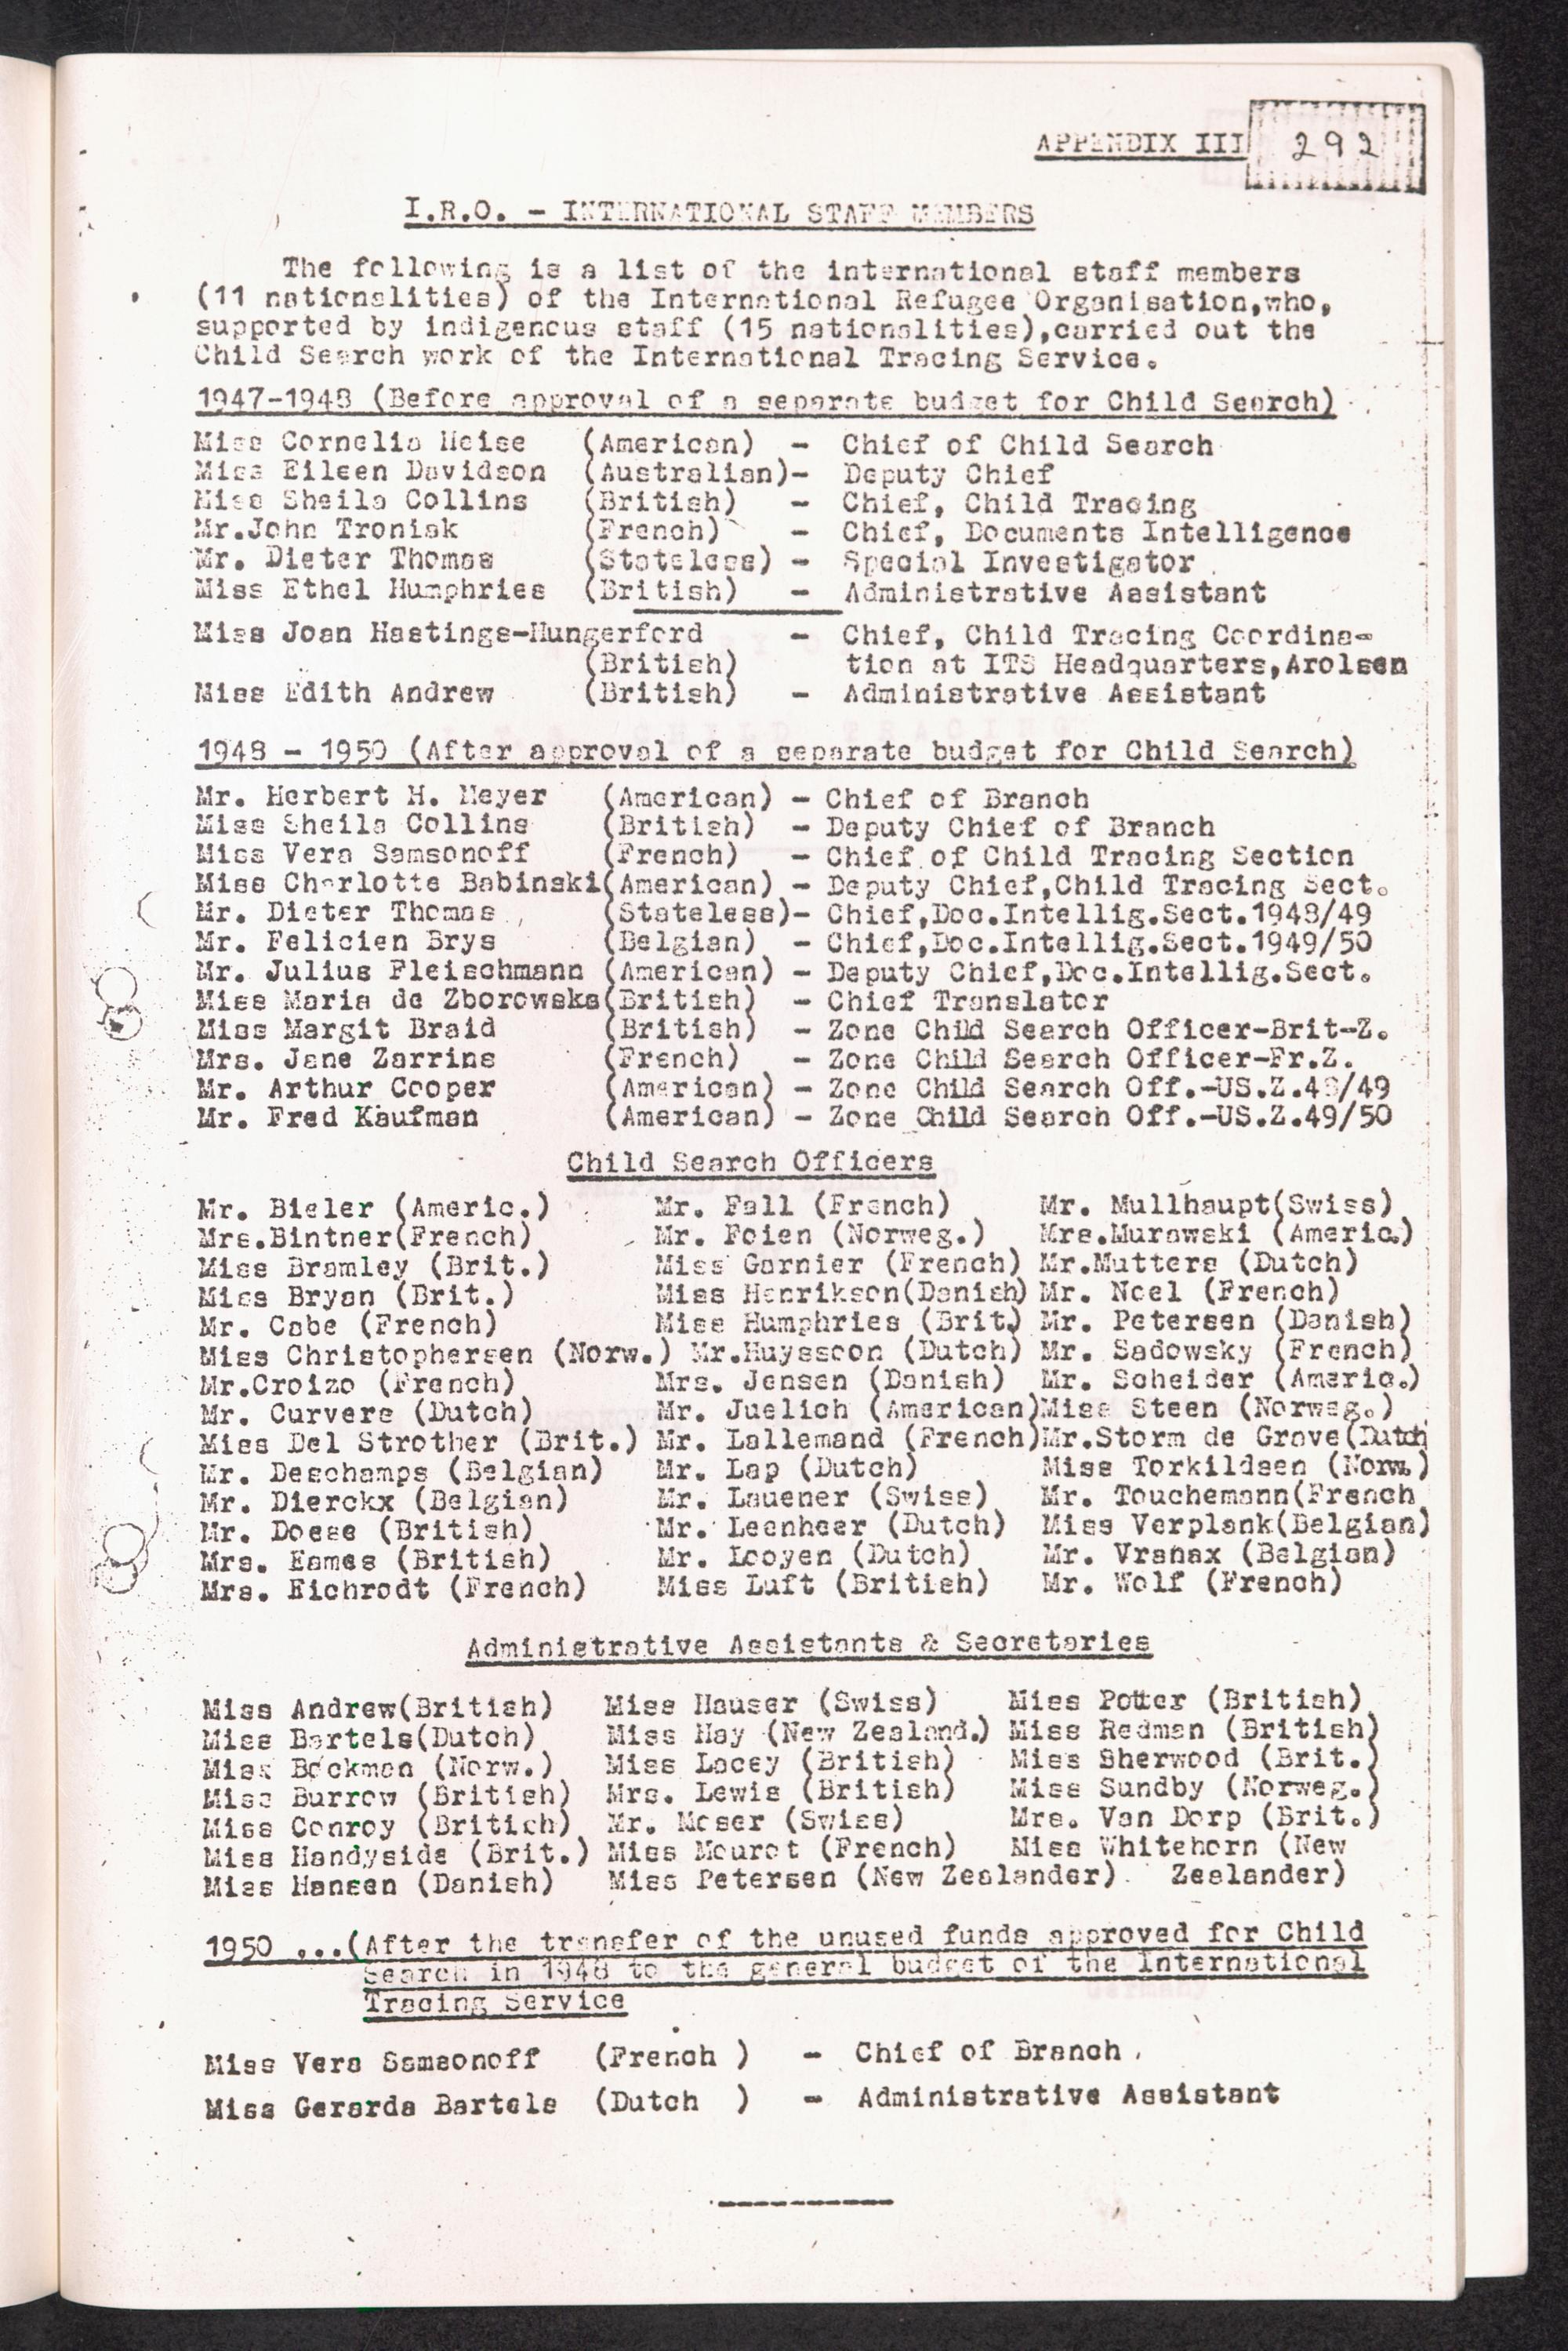 APPENDIX III 292
I.R.O. - INTERNATIONAL STAFF MEMBERS
The following is a list of the international staff members
(11 nationalities) of the International Refugee Organisation,who,
supported by indigenous staff (15 nationalities),carried out the
Child Search work of the International Tracing Service.
1947-1948 (Before approval of a separate budget for Child Search)
Miss Cornelia Heise (American) - Chief of Child Search
Miss Eileen Davidson (Australian)- Deputy Chief
Miss Sheila Collins (British) - Chief, Child Tracing
Mr.John Troniak (French) - Chief, Documents Intelligence
Mr. Dieter Thomas (Stateless) - Special Investigator
Miss Ethel Humphries (British) - Administrative Assistant
Miss Joan Hastings-Hungerford - Chief, Child Tracing Coordina-
(British) tion at ITS Headquarters,Arolsen
Miss Edith Andrew (British) - Administrative Assistant
1948 - 1950 (After approval of a separate budget for Child Search)
Mr. Herbert H. Meyer (American) - Chief of Branch
Miss Sheila Collins (British) - Deputy Chief of Branch
Miss Vera Samsonoff (French) - Chief of Child Tracing Section
Miss Charlotte Babinski(American) - Deputy Chief,Child Tracing Sect.
Mr. Dieter Thomas (Stateless)- Chief,Doc.Intellig.Sect.1948/49
Mr. Felicien Brys (Belgian) - Chief,Doc.Intellig.Sect.1949/50
Mr. Julius Fleischmann (American) - Deputy Chief,Doc.Intellig.Sect.
Miss Maria de Zborowska(British) - Chief Translator
Miss Margit Braid (British) - Zone Child Search Officer-Brit-Z.
Mrs. Jane Zarrins (French) - Zone Child Search Officer-Fr.Z.
Mr. Arthur Cooper (American) - Zone Child Search Off.-US.Z.48/49
Mr. Fred Kaufman (American) - Zone Child Search Off.-US.Z.49/50
Child Search Officers
Mr. Bieler (Americ.) Mr. Fall (French) Mr. Mullhaupt(Swiss)
Mrs.Bintner(French) Mr. Foien (Norweg.) Mrs.Murawski (Americ.)
Miss Bramley (Brit.) Miss Garnier (French) Mr.Mutters (Dutch)
Miss Bryan (Brit.) Miss Henrikson(Danish) Mr. Noel (French)
Mr. Cabe (French) Miss Humphries (Brit.) Mr. Petersen (Danish)
Miss Christophersen (Norw.) Mr.Huyssoon (Dutch) Mr. Sadowsky (French)
Mr.Croizo (French) Mrs. Jensen (Danish) Mr. Scheider (Americ.)
Mr. Curvers (Dutch) Mr. Juelich (American)Miss Steen (Norweg.)
Miss Del Strother (Brit.) Mr. Lallemand (French)Mr.Storm de Grave(Dutch
Mr. Deschamps (Belgian) Mr. Lap (Dutch) Miss Torkildsen (Norw.)
Mr. Dierckx (Belgian) Mr. Lauener (Swiss) Mr. Touchemann(French
Mr. Doese (British) Mr. Leenheer (Dutch) Miss Verplank(Belgian)
Mrs. Eames (British) Mr. Looyen (Dutch) Mr. Vranax (Belgian)
Mrs. Eichrodt (French) Miss Luft (British) Mr. Wolf (French)
Administrative Assistants & Secretaries
Miss Andrew(British) Miss Hauser (Swiss) Miss Potter (British)
Miss Bartels(Dutch) Miss Hay (New Zealand.) Miss Redman (British)
Miss Bockman (Norw.) Miss Lacey (British) Miss Sherwood (Brit.)
Miss Burrow (British) Mrs. Lewis (British) Miss Sundby (Norweg.)
Miss Conroy (British) Mr. Moser (Swiss) Mrs. Van Dorp (Brit.)
Miss Handyside (Brit.) Miss Mourot (French) Miss Whitehorn (New
Miss Hansen (Danish) Miss Petersen (New Zealander) Zealander)
1950 ...(After the transfer of the unused funds approved for Child
Search in 1948 to the general budget of the International
Tracing Service
Miss Vera Samsonoff (French ) - Chief of Branch
Miss Gerarda Bartels (Dutch ) - Administrative Assistant